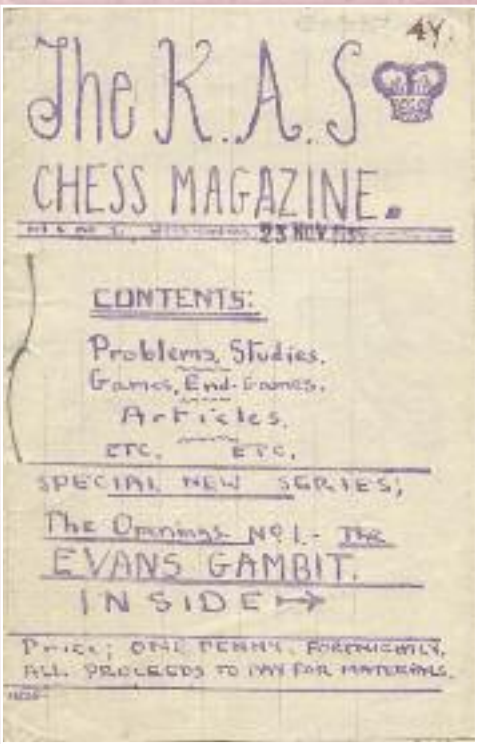 4Y.
The K.A.S
CHESS MAGAZINE.
23 NOV 1935
CONTENTS:
Problems, Studies.
Games, End-Games.
Articles.
ETC. ETC.
SPECIAL NEW SERIES;
The Openings No 1.- The
EVANS GAMBIT.
INSIDE
Price; ONE PENNY. FORTNIGHTLY.
ALL PROCEEDS TO PAY FOR MATERIALS.